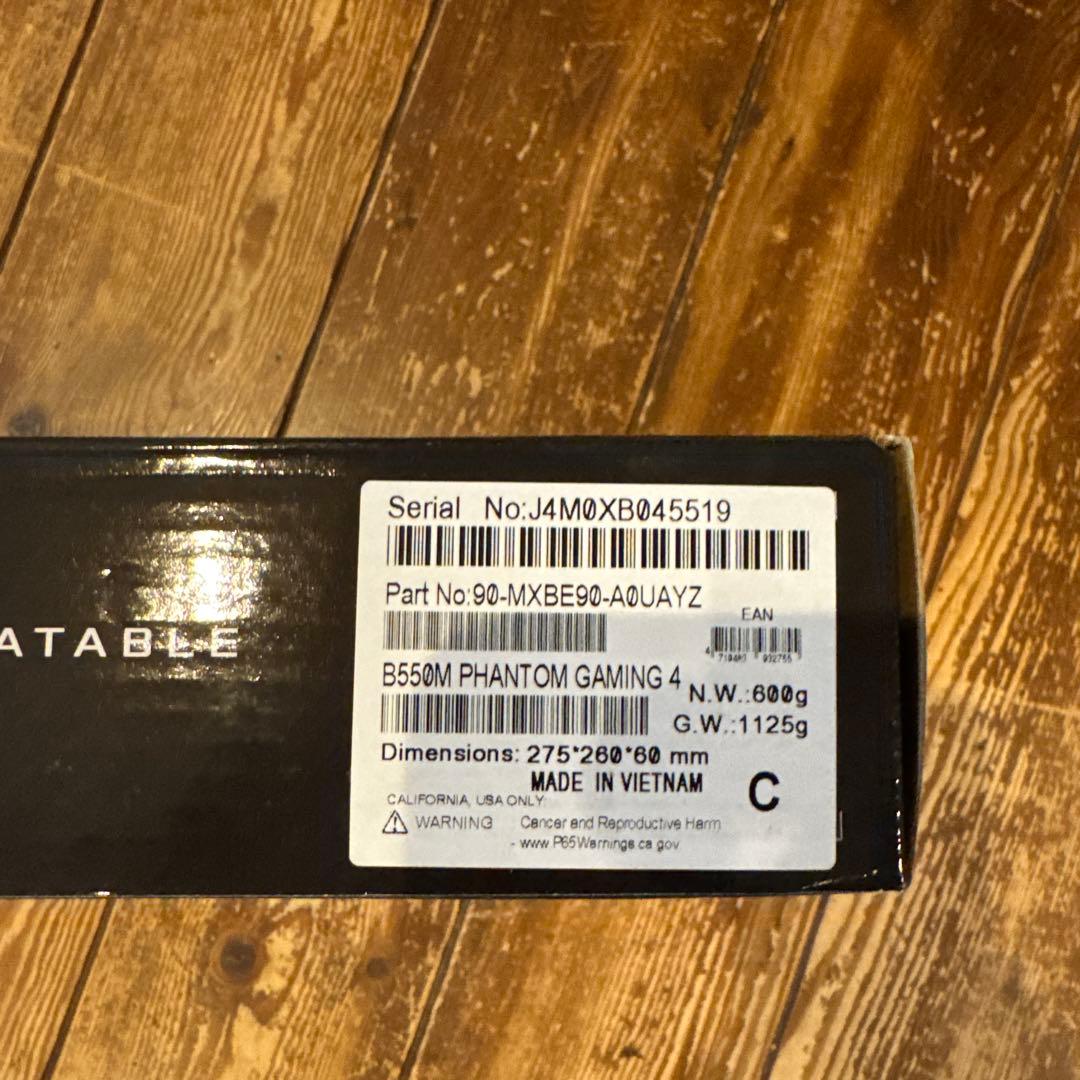 ATABLE
Serial No:J4M0XB045519
Part No:90-MXBE90-A0UAYZ
EAN
B550M PHANTOM GAMING 4
N.W.:600g
G.W.:1125g
Dimensions: 275*260*60 mm
MADE IN VIETNAM
C
CALIFORNIA, USA ONLY:
WARNING Cancer and Reproductive Harm
- www.P65Warnings.ca.gov